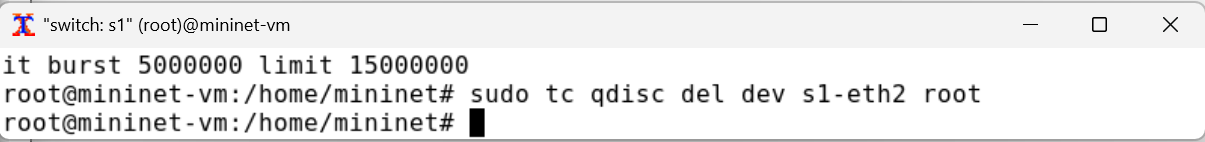 "switch: s1" (root)@mininet-vm
it burst 5000000 limit 15000000
root@mininet-vm:/home/mininet# sudo tc qdisc del dev s1-eth2 root
root@mininet-vm:/home/mininet#